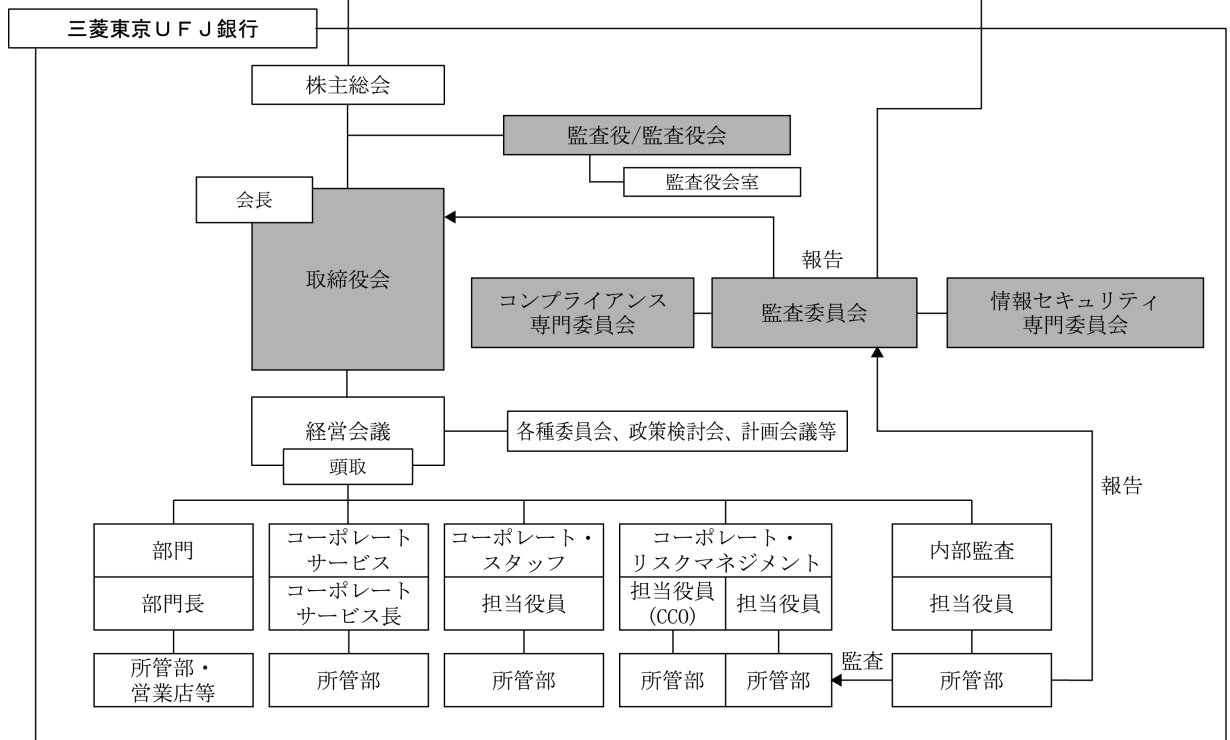 三菱東京ＵＦＪ銀行
株主総会
監査役/監査役会
監査役会室
会長
取締役会
報告
コンプライアンス
専門委員会
監査委員会
情報セキュリティ
専門委員会
経営会議
各種委員会、政策検討会、計画会議等
頭取
報告
部門
コーポレート
サービス
コーポレート・
スタッフ
コーポレート・
リスクマネジメント
内部監査
部門長
コーポレート
サービス長
担当役員
担当役員
(CCO)
担当役員
担当役員
所管部・
営業店等
所管部
所管部
所管部
所管部
監査
所管部